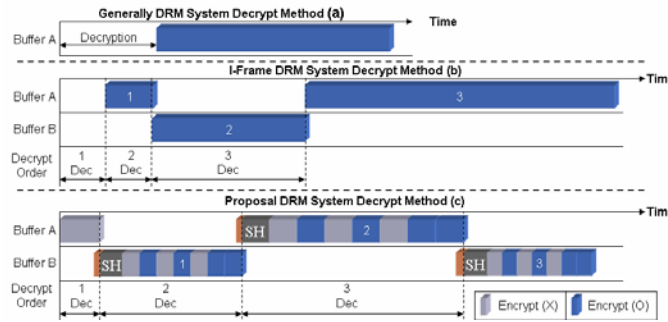 Generally DRM System Decrypt Method (a)
Time
Buffer A
Decryption
I-Frame DRM System Decrypt Method (b)
Tim
Buffer A
1
3
Buffer B
2
Decrypt Order
1 Dec
2 Dec
3 Dec
Proposal DRM System Decrypt Method (c)
Tim
Buffer A
SH
2
Buffer B
SH
1
SH
3
Decrypt Order
1 Dec
2 Dec
3 Dec
Encrypt (X)
Encrypt (O)